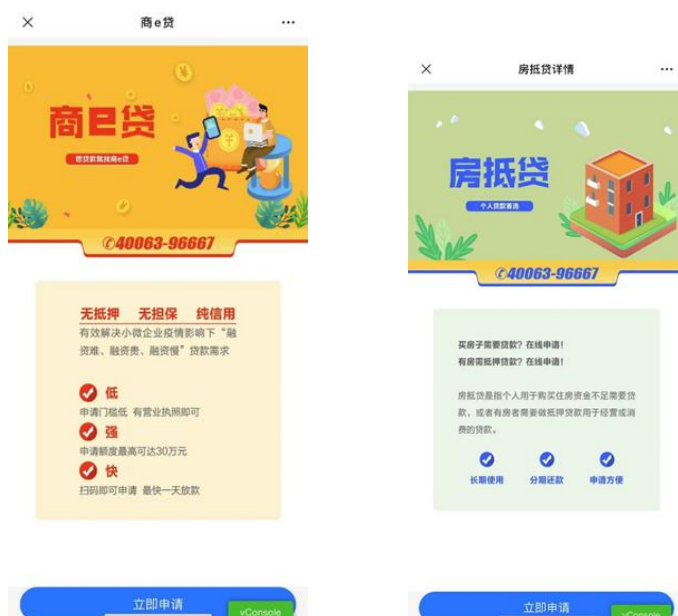 商e贷
商e贷
想贷款就找商e贷
40063-96667
无抵押 无担保 纯信用
有效解决小微企业疫情影响下“融
资难、融资贵、融资慢”贷款需求
低
申请门槛低 有营业执照即可
强
申请额度最高可达30万元
快
扫码即可申请 最快一天放款
立即申请
vConsole
房抵贷详情
房抵贷
个人贷款首选
40063-96667
买房子需要贷款？在线申请！
有房需抵押贷款？在线申请！
房抵贷是指个人用于购买住房资金不足需要贷
款，或者有房者需要做抵押贷款用于经营或消
费的贷款。
长期使用 分期还款 申请方便
立即申请
vConsole